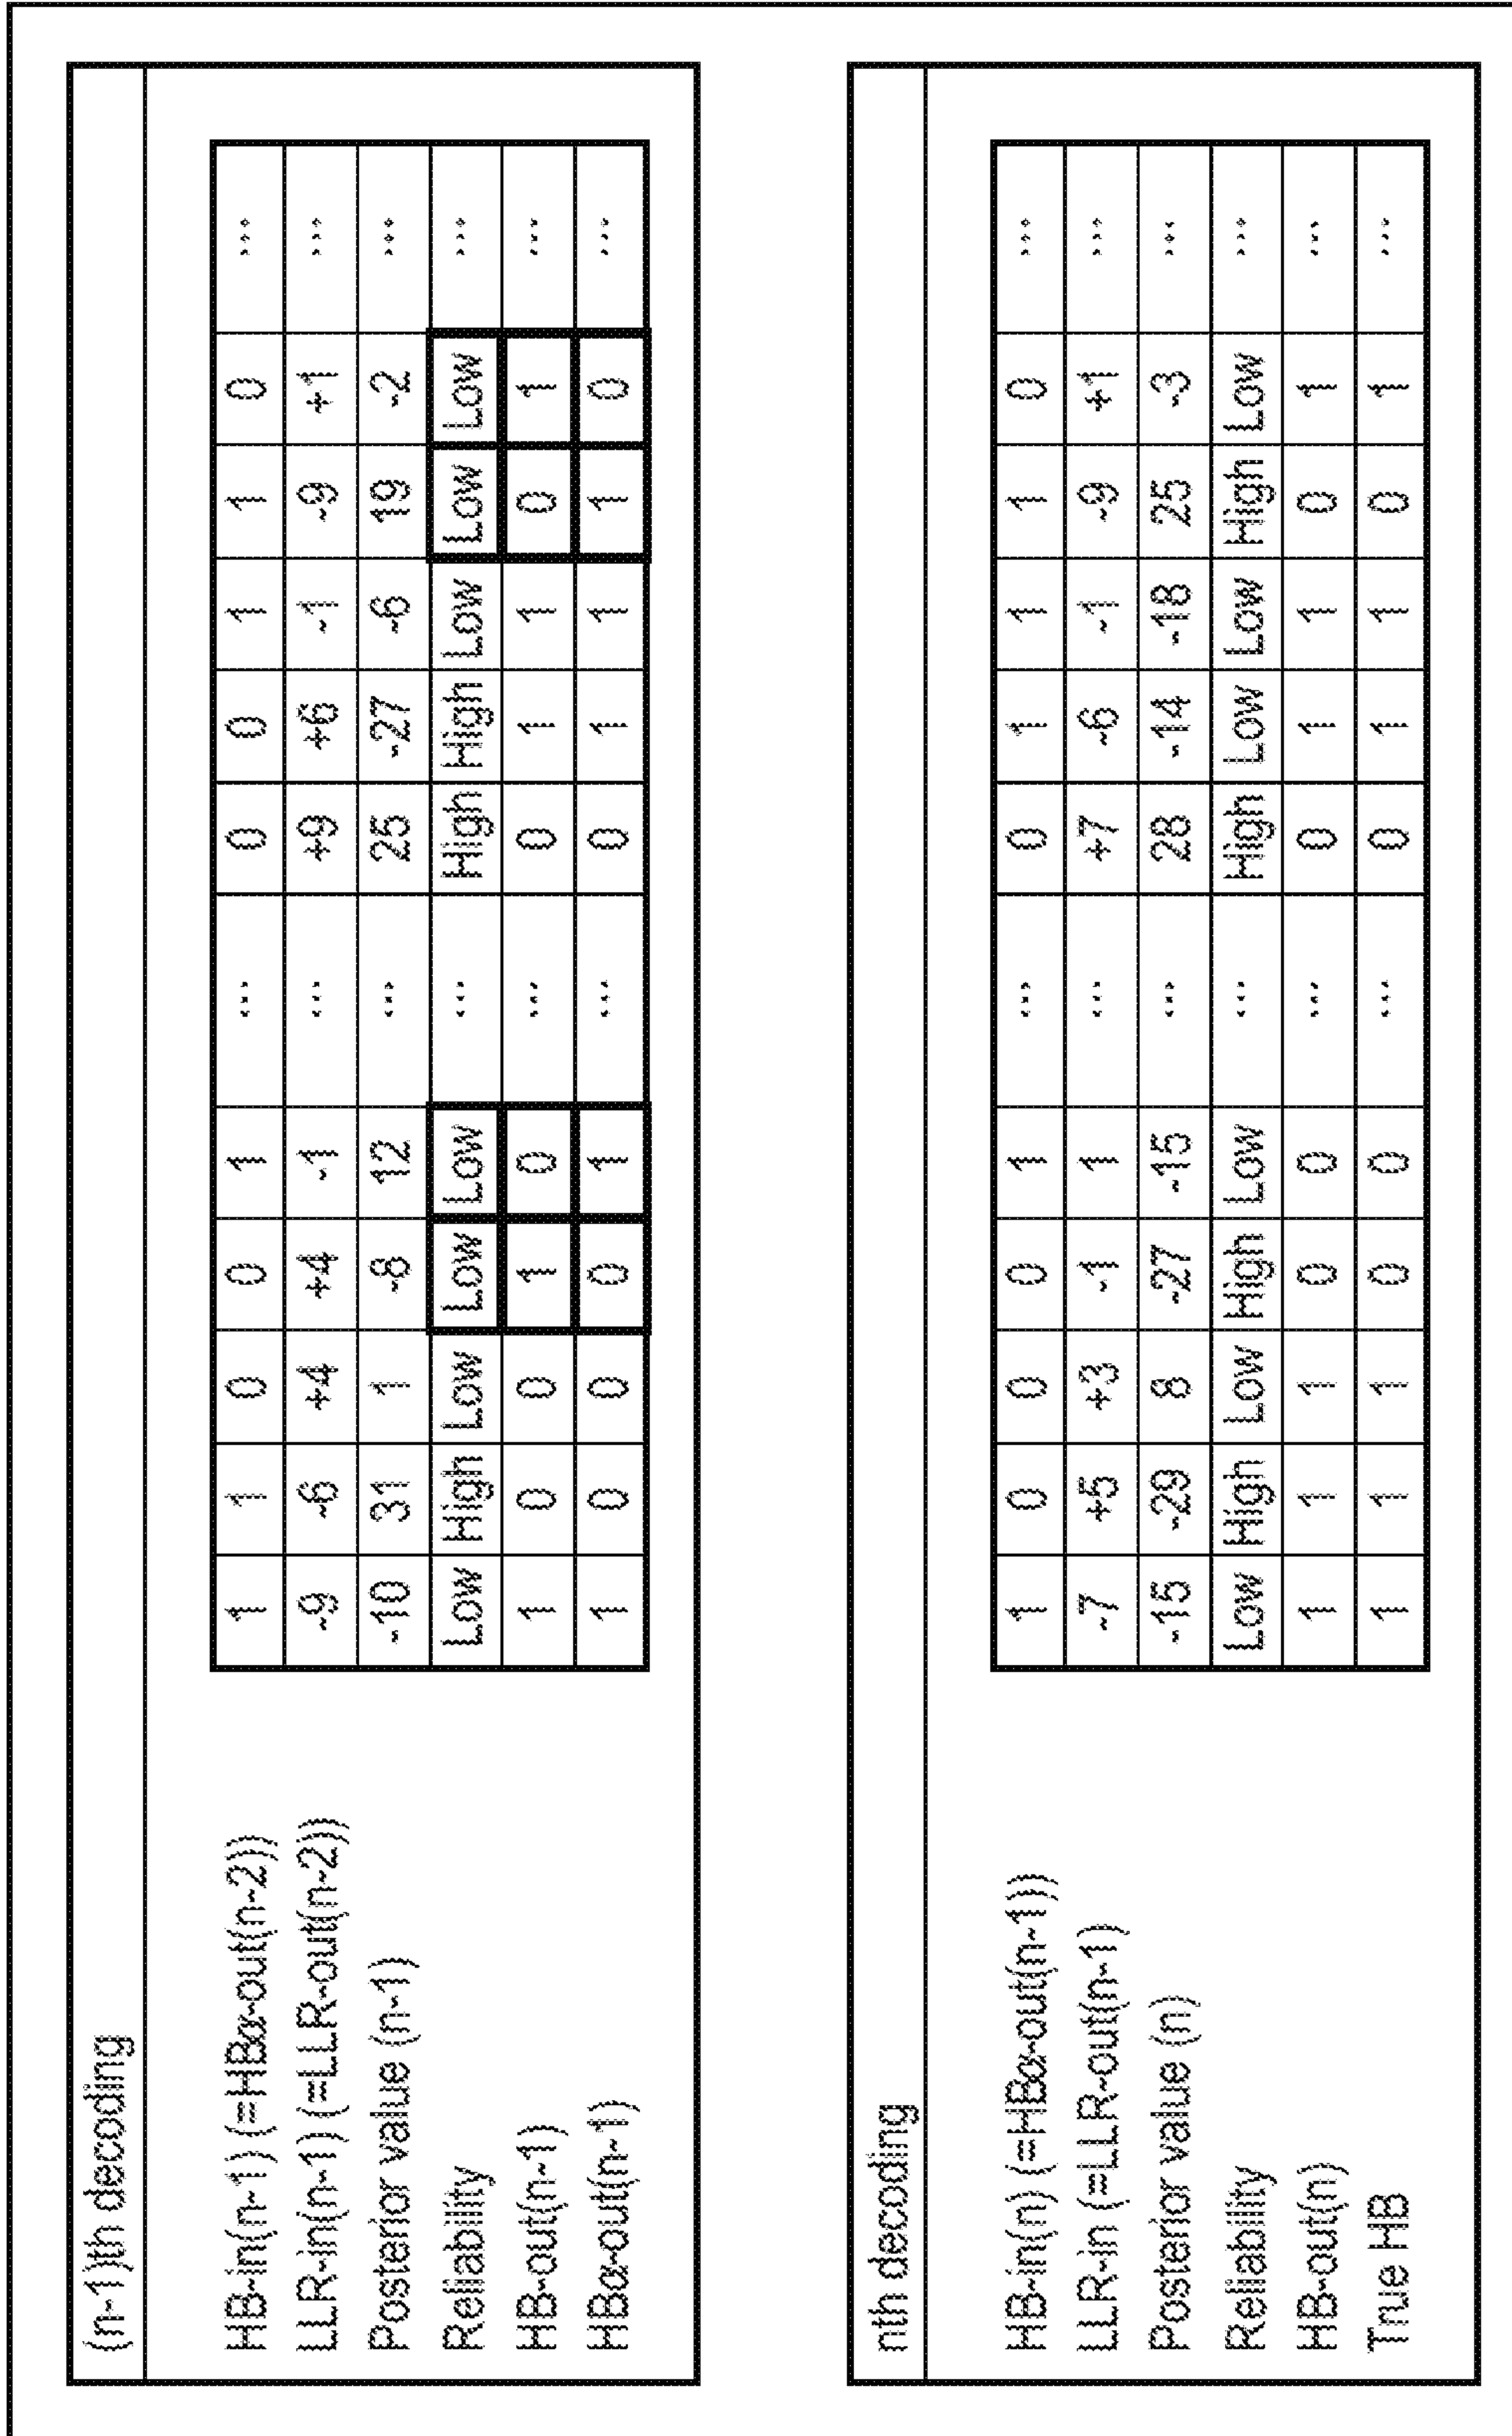 (n-1)th decoding
HB-in(n-1) (=HBα-out(n-2)) 1 1 0 0 1 ... 0 0 1 1 0 ...
LLR-in(n-1) (=LLR-out(n-2)) -9 -6 +4 +4 -1 ... +9 +6 -1 -9 +1 ...
Posterior value (n-1) -10 31 1 -8 12 ... 25 -27 -6 19 -2 ...
Reliability Low High Low Low Low ... High High Low Low Low ...
HB-out(n-1) 1 0 0 1 0 ... 0 1 1 0 1 ...
HBα-out(n-1) 1 0 0 0 1 ... 0 1 1 1 0 ...
nth decoding
HB-in(n) (=HBα-out(n-1)) 1 0 0 0 1 ... 0 1 1 1 0 ...
LLR-in (=LLR-out(n-1) -7 +5 +3 -1 1 ... +7 -6 -1 -9 +1 ...
Posterior value (n) -15 -29 8 -27 -15 ... 28 -14 -18 25 -3 ...
Reliability Low High Low High Low ... High Low Low High Low ...
HB-out(n) 1 1 1 0 0 ... 0 1 1 0 1 ...
True HB 1 1 1 0 0 ... 0 1 1 0 1 ...